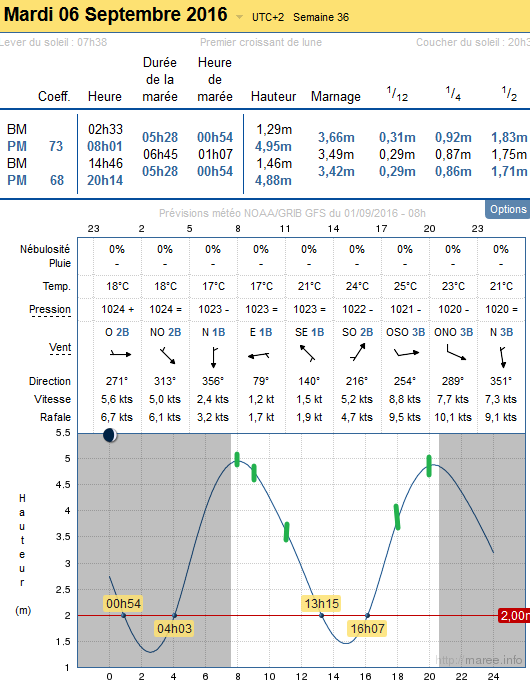 Mardi 06 Septembre 2016 UTC+2 Semaine 36
Lever du soleil : 07h38 Premier croissant de lune Coucher du soleil : 20h3
Durée Heure
de la de
Coeff. Heure marée marée Hauteur Marnage 1/12 1/4 1/2
BM 02h33 1,29m
05h28 00h54 3,66m 0,31m 0,92m 1,83m
PM 73 08h01 4,95m
06h45 01h07 3,49m 0,29m 0,87m 1,75m
BM 14h46 1,46m
05h28 00h54 3,42m 0,29m 0,86m 1,71m
PM 68 20h14 4,88m
Options
Prévisions météo NOAA/GRIB GFS du 01/09/2016 - 08h
23 2 5 8 11 14 17 20 23
Nébulosité 0% 0% 0% 0% 0% 0% 0% 0% 0%
Pluie - - - - - - - - -
Temp. 18°C 18°C 17°C 17°C 21°C 24°C 25°C 23°C 21°C
Pression 1024 + 1024 = 1023 - 1023 = 1023 = 1022 - 1021 - 1020 - 1020 =
O 2B NO 2B N 1B E 1B SE 1B SO 2B OSO 3B ONO 3B N 3B
Vent
Direction 271° 313° 356° 79° 140° 216° 254° 289° 351°
Vitesse 5,6 kts 5,0 kts 2,4 kts 1,2 kt 1,5 kt 5,2 kts 8,8 kts 7,7 kts 7,3 kts
Rafale 6,7 kts 6,1 kts 3,2 kts 1,7 kt 1,9 kt 4,7 kts 9,5 kts 10,1 kts 9,1 kts
5.5
5
4.5
4
3.5
3
2.5
2
1.5
1
Hauteur
(m)
00h54
04h03
13h15
16h07
2,00
http://maree.info
0 2 4 6 8 10 12 14 16 18 20 22 24